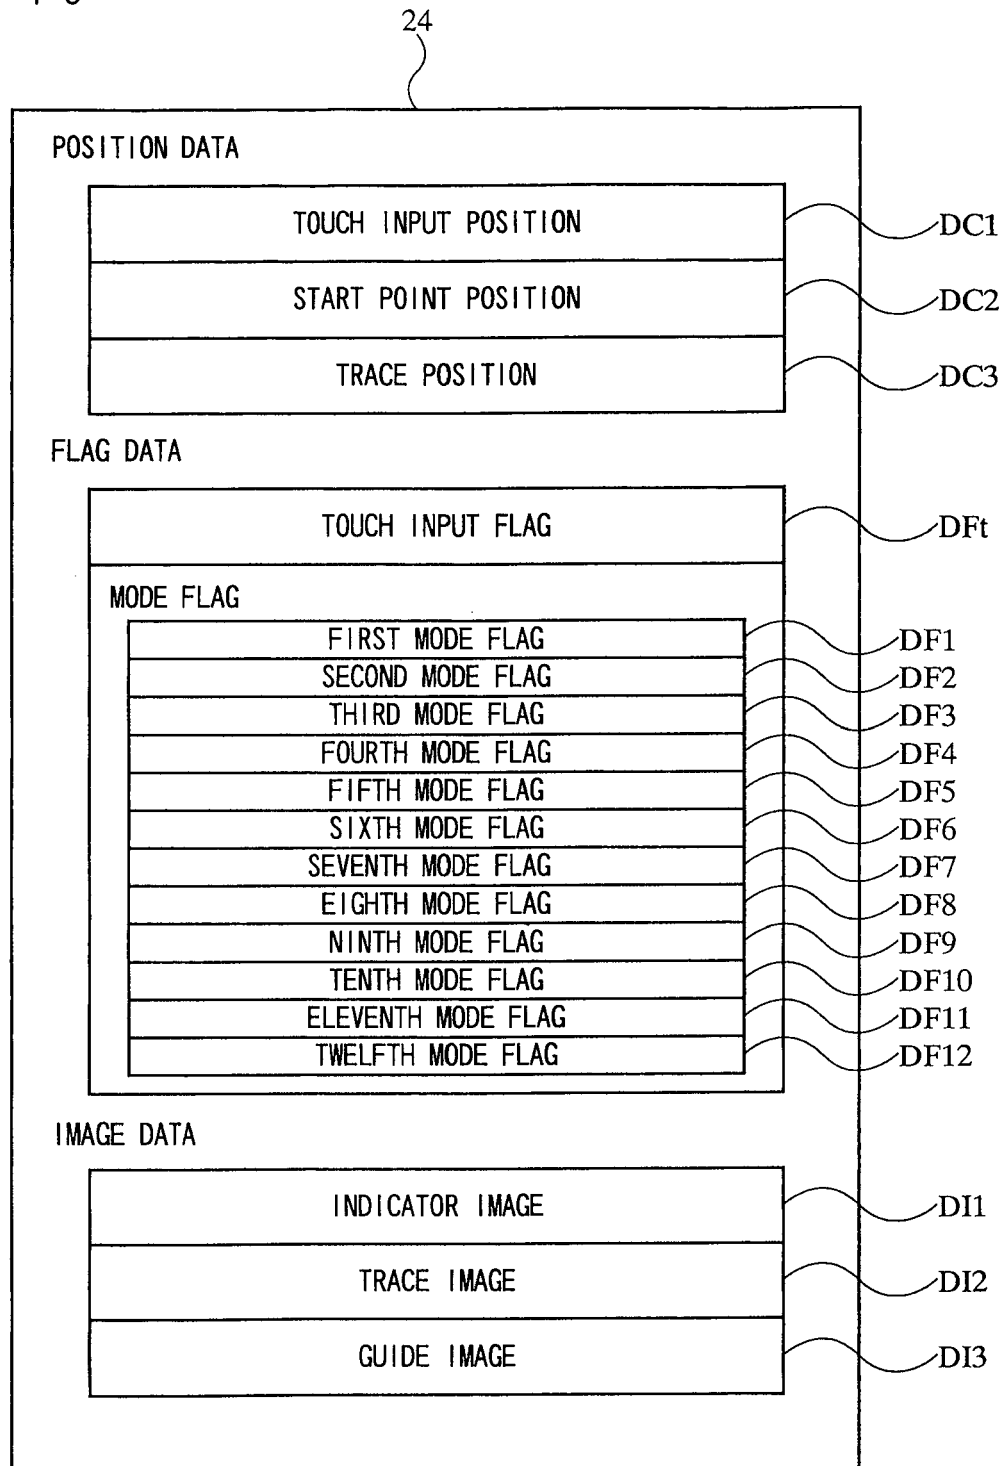 24
POSITION DATA
TOUCH INPUT POSITION DC1
START POINT POSITION DC2
TRACE POSITION DC3
FLAG DATA
TOUCH INPUT FLAG DFt
MODE FLAG
FIRST MODE FLAG DF1
SECOND MODE FLAG DF2
THIRD MODE FLAG DF3
FOURTH MODE FLAG DF4
FIFTH MODE FLAG DF5
SIXTH MODE FLAG DF6
SEVENTH MODE FLAG DF7
EIGHTH MODE FLAG DF8
NINTH MODE FLAG DF9
TENTH MODE FLAG DF10
ELEVENTH MODE FLAG DF11
TWELFTH MODE FLAG DF12
IMAGE DATA
INDICATOR IMAGE DI1
TRACE IMAGE DI2
GUIDE IMAGE DI3